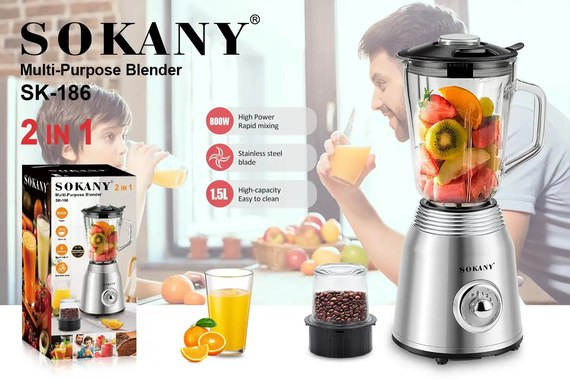 SOKANY®
Multi-Purpose Blender
SK-186
2 IN 1
800W
High Power
Rapid mixing
Stainless steel
blade
1.5L
High-capacity
Easy to clean
SOKANY
2 IN 1
Multi-Purpose Blender
SK-186
SOKANY